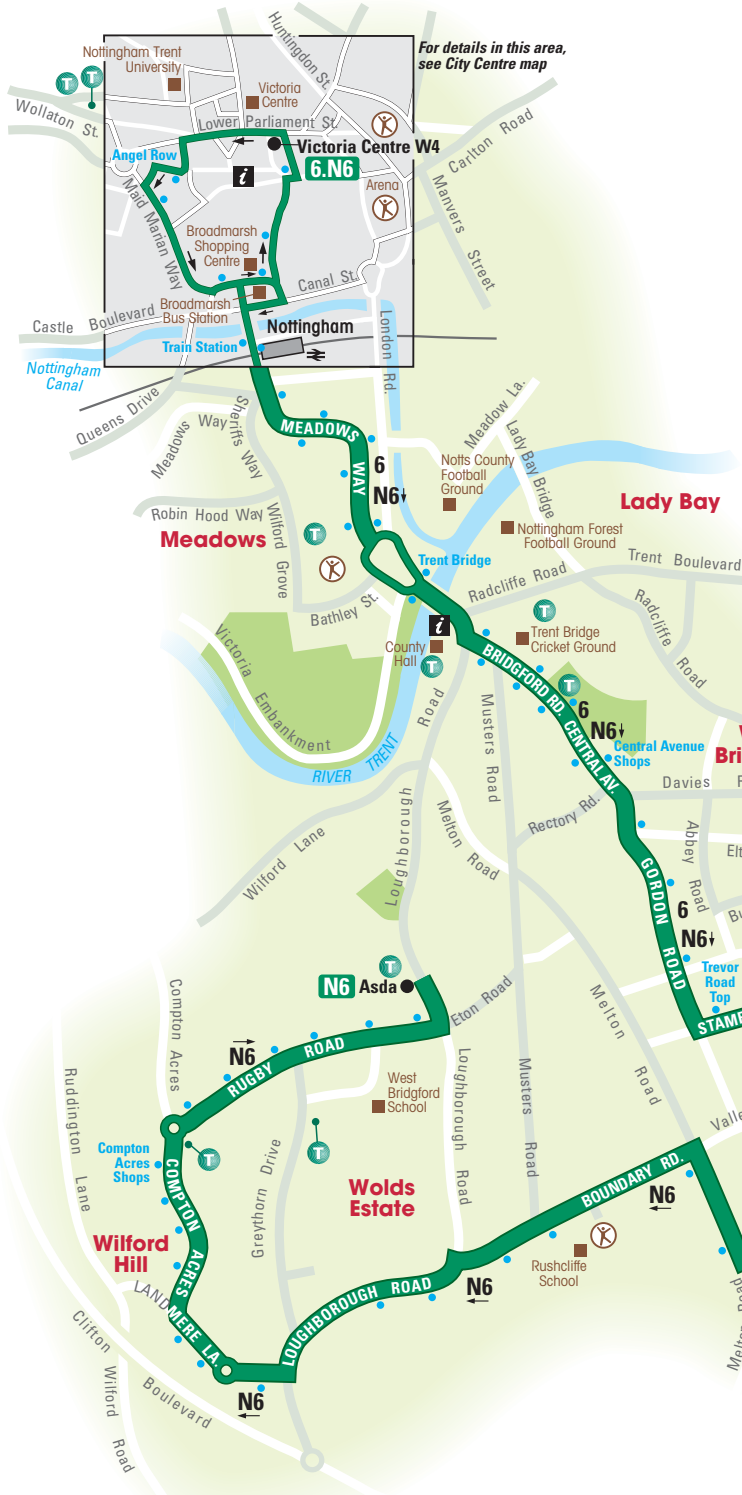 For details in this area,
see City Centre map
Huntingdon St.
Nottingham Trent
University
T
T
Victoria
Centre
Wollaton St.
Lower Parliament St.
Carlton Road
Victoria Centre W4
6.N6
Angel Row
i
Arena
Maid Marian Way
Manvers Street
Broadmarsh
Shopping
Centre
Canal St.
Broadmarsh
Bus Station
Castle Boulevard
Nottingham
Train Station
London Rd.
Nottingham
Canal
Queens Drive
Meadows Way
Sheriffs Way
MEADOWS WAY
Meadow La.
Lady Bay Bridge
6
N6
Notts County
Football
Ground
Lady Bay
Robin Hood Way
Wilford Grove
T
Meadows
Nottingham Forest
Football Ground
Trent Bridge
Trent Boulevard
Radcliffe Road
Radcliffe Road
Bathley St.
T
i
Trent Bridge
Cricket Ground
County
Hall
T
Victoria Embankment
BRIDGFORD RD.
T
6
N6
CENTRAL AV.
Central Avenue
Shops
W
Bri
RIVER TRENT
Loughborough Road
Musters Road
Davies R
Rectory Rd.
Melton Road
Abbey Road
Wilford Lane
Elt
GORDON ROAD
6
N6
Bu
T
N6 Asda
Trevor
Road
Top
Compton Acres
Eton Road
Melton Road
STAMF
N6
RUGBY ROAD
Ruddington Lane
West
Bridgford
School
Loughborough Road
Musters Road
Valle
Compton
Acres
Shops
T
T
COMPTON ACRES
Greythorn Drive
Wolds
Estate
BOUNDARY RD.
N6
Wilford
Hill
Rushcliffe
School
LANDMERE LA.
LOUGHBOROUGH ROAD
N6
Melton Road
Clifton Boulevard
Wilford Road
N6